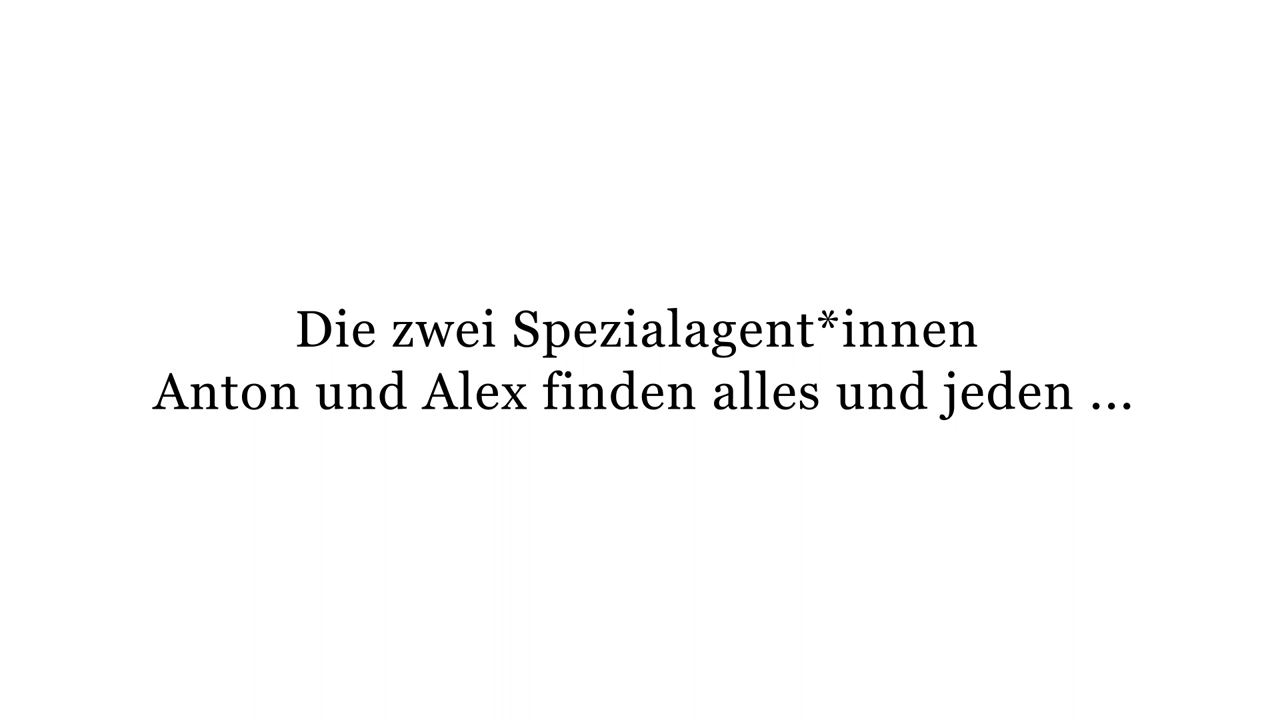 Die zwei Spezialagent*innen
Anton und Alex finden alles und jeden ...